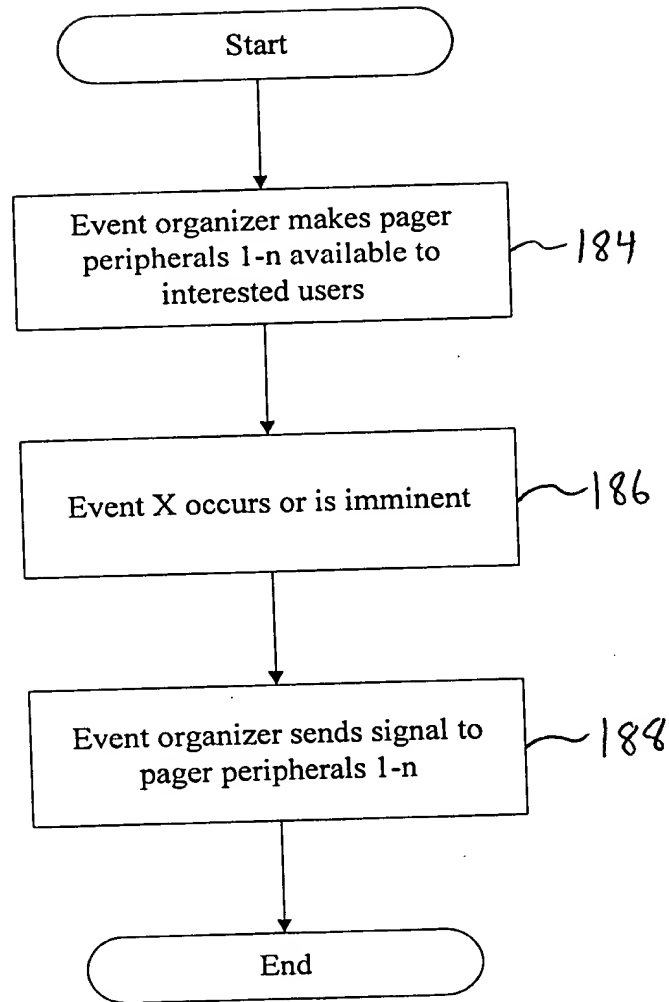 Start
Event organizer makes pager
peripherals 1-n available to
interested users
184
Event X occurs or is imminent
186
Event organizer sends signal to
pager peripherals 1-n
188
End